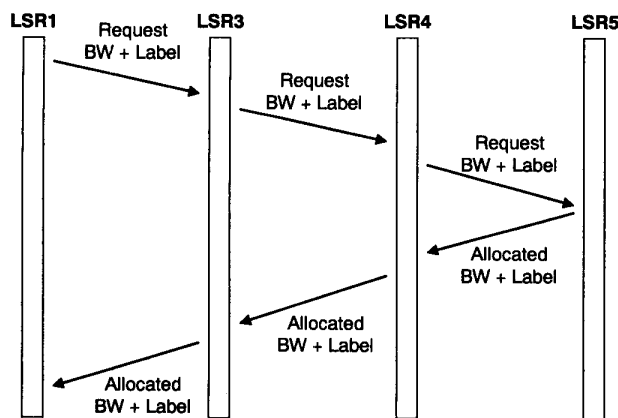 LSR1
LSR3
LSR4
LSR5
Request
BW + Label
Request
BW + Label
Request
BW + Label
Allocated
BW + Label
Allocated
BW + Label
Allocated
BW + Label